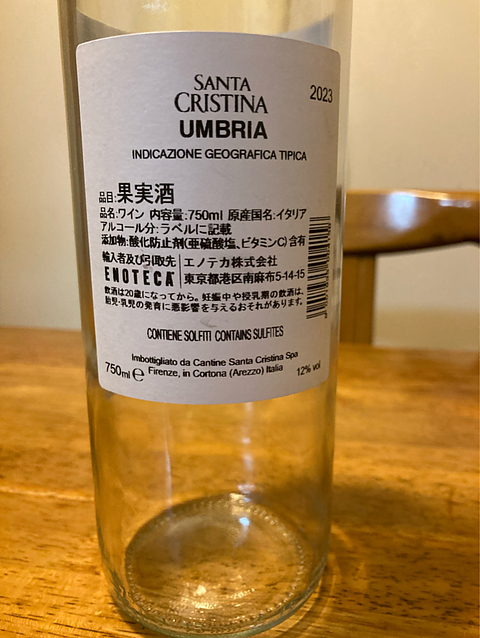 SANTA
CRISTINA
2023
UMBRIA
INDICAZIONE GEOGRAFICA TIPICA
品目:果実酒
品名:ワイン 内容量:750ml 原産国名:イタリア
アルコール分:ラベルに記載
添加物:酸化防止剤(亜硫酸塩、ビタミンC)含有
輸入者及び引取先 エノテカ株式会社
ENOTECA 東京都港区南麻布5-14-15
飲酒は20歳になってから。妊娠中や授乳期の飲酒は、
胎児・乳児の発育に悪影響を与えるおそれがあります。
CONTIENE SOLFITI CONTAINS SULFITES
Imbottigliato da Cantine Santa Cristina Spa
750ml e Firenze, in Cortona (Arezzo) Italia 12% vol